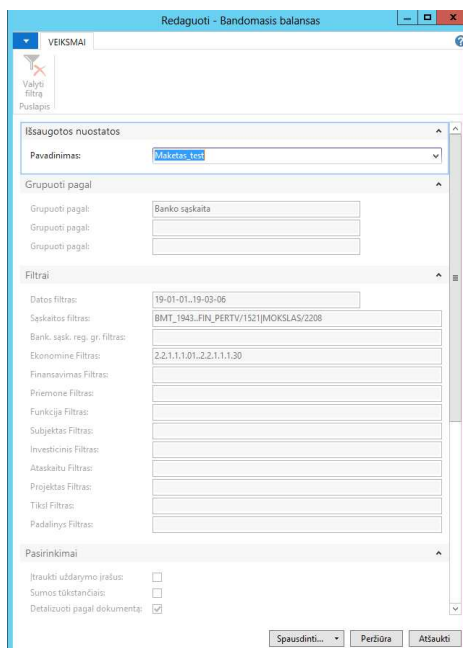 Redaguoti - Bandomasis balansas
VEIKSMAI
Valyti
filtrą
Puslapis
Išsaugotos nuostatos
Pavadinimas: Maketas_test
Grupuoti pagal
Grupuoti pagal: Banko sąskaita
Grupuoti pagal:
Grupuoti pagal:
Filtrai
Datos filtras: 19-01-01..19-03-06
Sąskaitos filtras: BMT_1943..FIN_PERTV/1521|MOKSLAS/2208
Bank. sąsk. reg. gr. filtras:
Ekonomine Filtras: 2.2.1.1.1.01..2.2.1.1.1.30
Finansavimas Filtras:
Priemone Filtras:
Funkcija Filtras:
Subjektas Filtras:
Investicinis Filtras:
Ataskaitu Filtras:
Projektas Filtras:
Tiksl Filtras:
Padalinys Filtras:
Pasirinkimai
Įtraukti uždarymo įrašus:
Sumos tūkstančiais:
Detalizuoti pagal dokumentą:
Spausdinti... Peržiūra Atšaukti